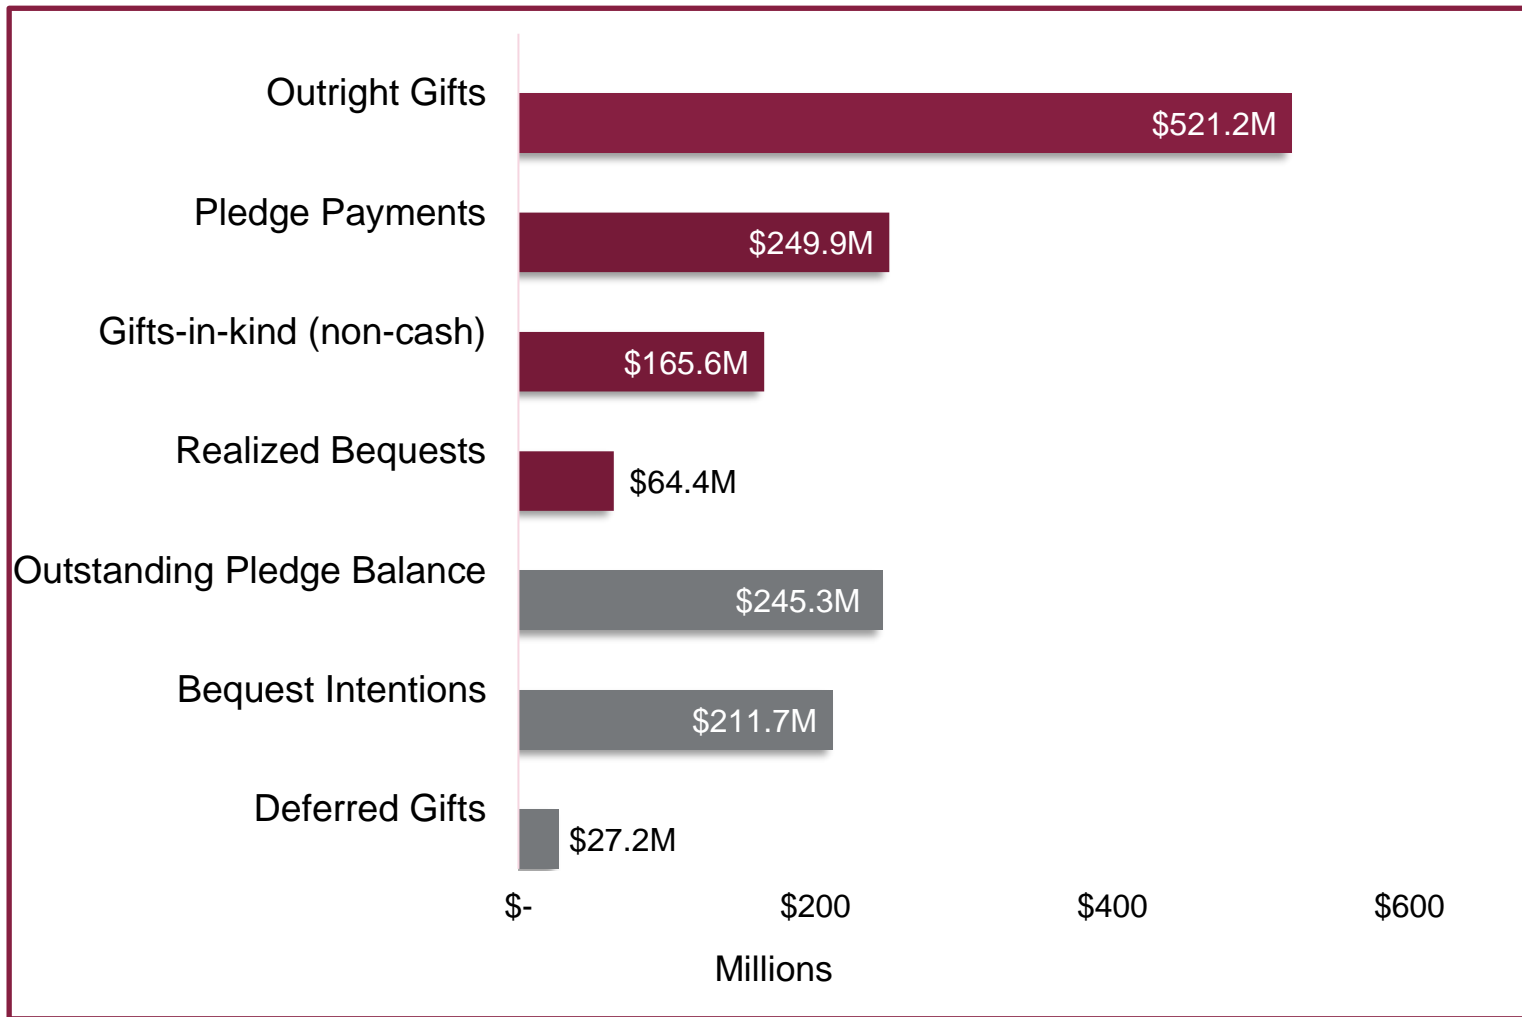 Outright Gifts
$521.2M
Pledge Payments
$249.9M
Gifts-in-kind (non-cash)
$165.6M
Realized Bequests
$64.4M
Outstanding Pledge Balance
$245.3M
Bequest Intentions
$211.7M
Deferred Gifts
$27.2M
$- $200 $400 $600
Millions